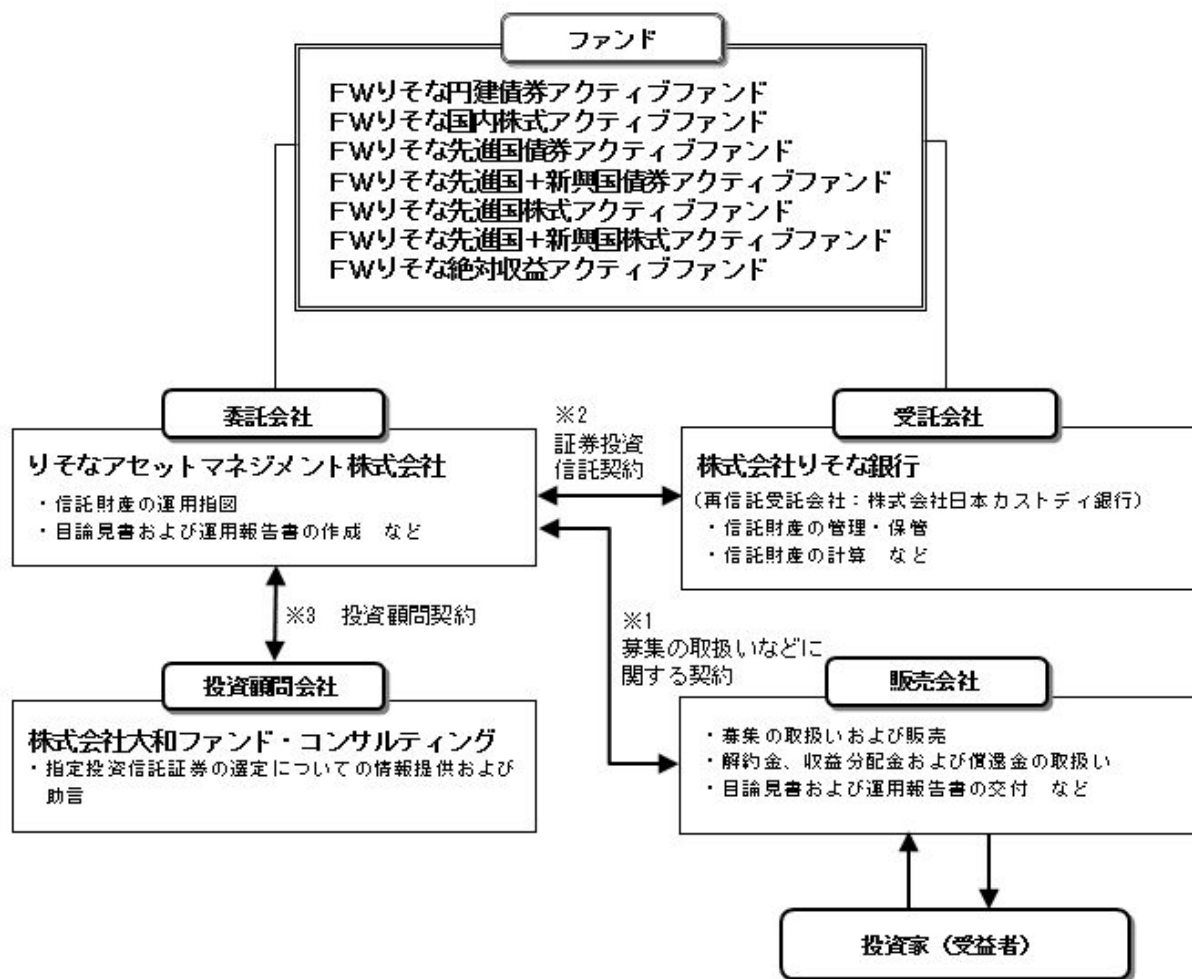 ファンド
FWりそな円建債券アクティブファンド
FWりそな国内株式アクティブファンド
FWりそな先進国債券アクティブファンド
FWりそな先進国+新興国債券アクティブファンド
FWりそな先進国株式アクティブファンド
FWりそな先進国+新興国株式アクティブファンド
FWりそな絶対収益アクティブファンド
委託会社
りそなアセットマネジメント株式会社
・信託財産の運用指図
・目論見書および運用報告書の作成 など
※2
証券投資
信託契約
受託会社
株式会社りそな銀行
(再信託受託会社:株式会社日本カストディ銀行)
・信託財産の管理・保管
・信託財産の計算 など
※3 投資顧問契約
※1
募集の取扱いなどに
関する契約
投資顧問会社
株式会社大和ファンド・コンサルティング
・指定投資信託証券の選定についての情報提供および
助言
販売会社
・募集の取扱いおよび販売
・解約金、収益分配金および償還金の取扱い
・目論見書および運用報告書の交付 など
投資家(受益者)